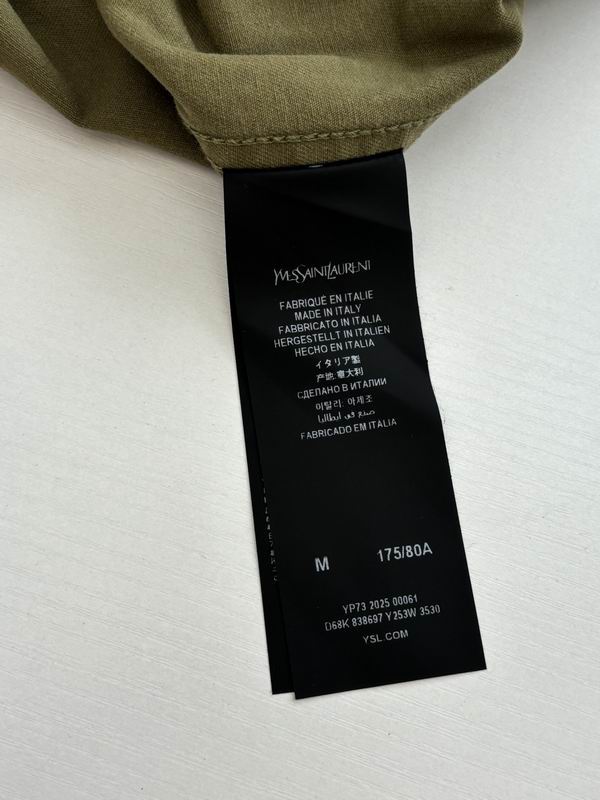 YVESSAINTLAURENT
FABRIQUÉ EN ITALIE
MADE IN ITALY
FABBRICATO IN ITALIA
HERGESTELLT IN ITALIEN
HECHO EN ITALIA
イタリア製
产地:意大利
СДЕЛАНО В ИТАЛИИ
이탈리: 아제조
صنع في ايطاليا
FABRICADO EM ITALIA
M 175/80A
YP73 2025 00061
D68K 838697 Y253W 3530
YSL.COM